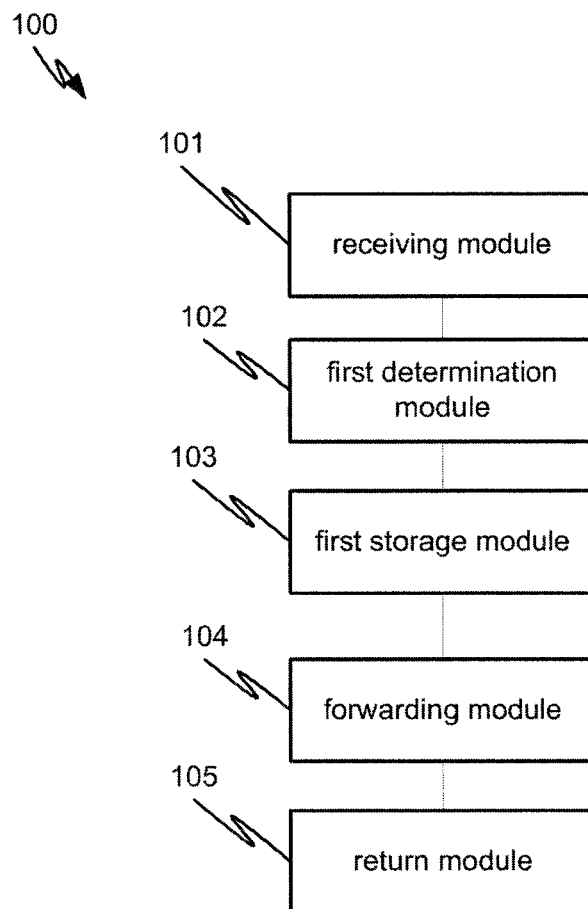 100
101
receiving module
102
first determination
module
103
first storage module
104
forwarding module
105
return module